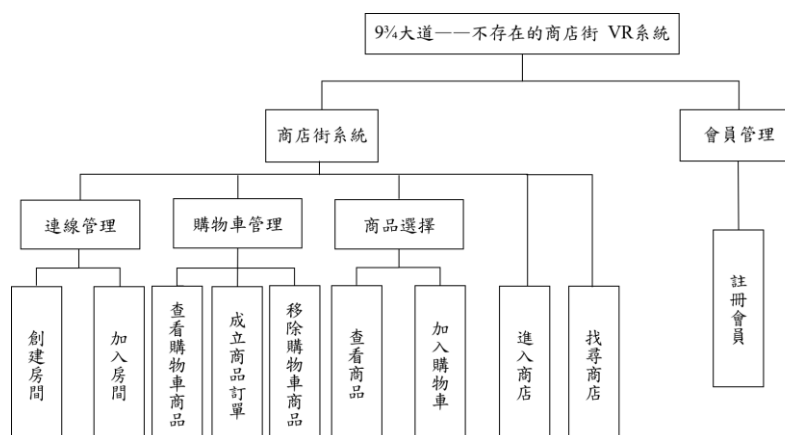 9¾大道——不存在的商店街 VR系統
商店街系統
會員管理
連線管理
購物車管理
商品選擇
創建房間
加入房間
查看購物車商品
成立商品訂單
移除購物車商品
查看商品
加入購物車
進入商店
找尋商店
註冊會員